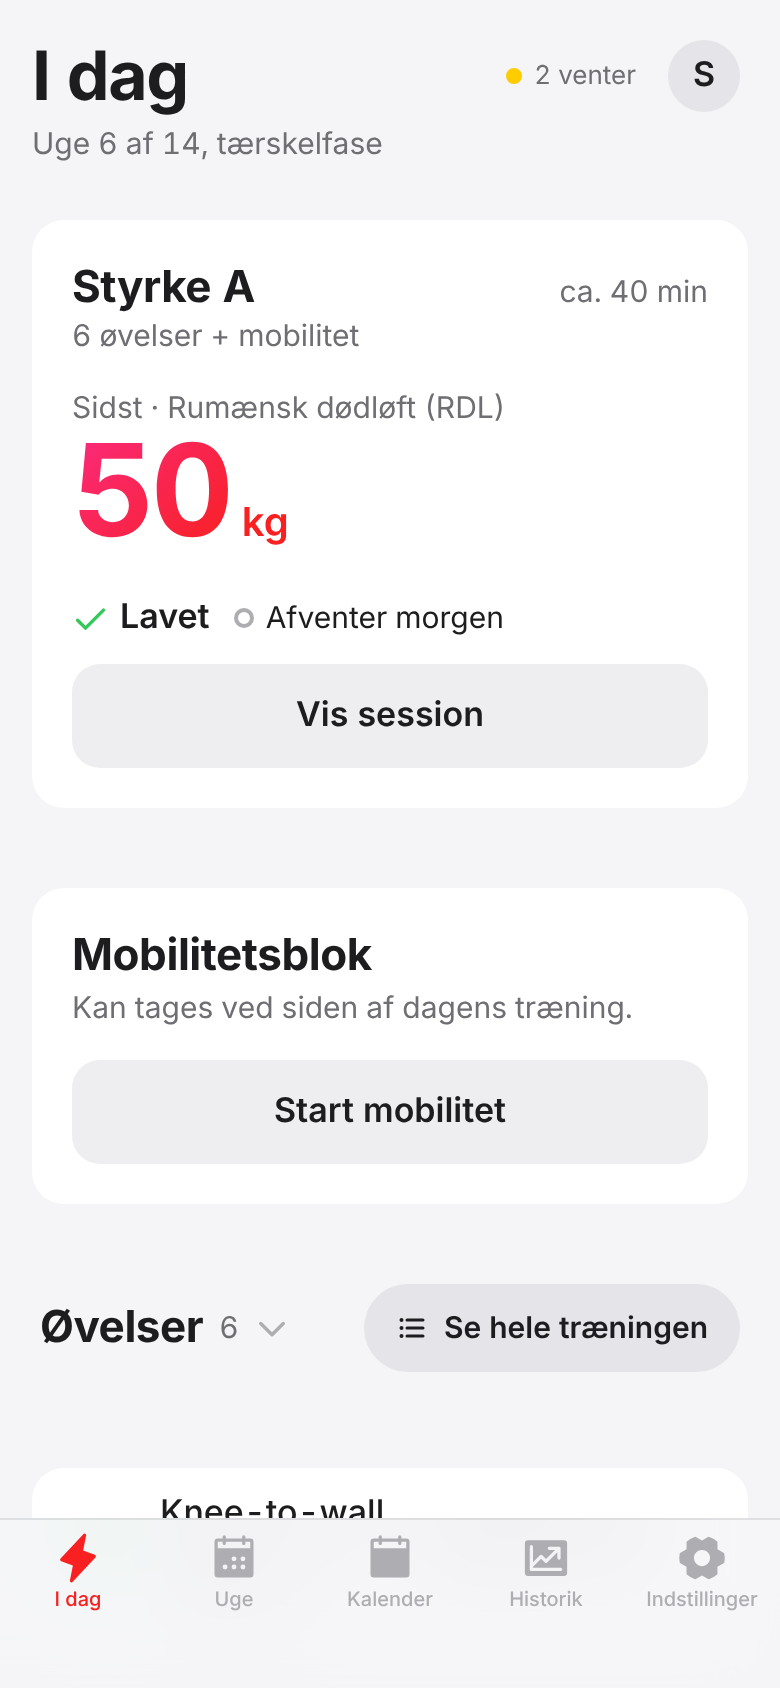 I dag
2 venter
S
Uge 6 af 14, tærskelfase
Styrke A
ca. 40 min
6 øvelser + mobilitet
Sidst · Rumænsk dødløft (RDL)
50 kg
Lavet
Afventer morgen
Vis session
Mobilitetsblok
Kan tages ved siden af dagens træning.
Start mobilitet
Øvelser 6
Se hele træningen
Knee-to-wall
I dag
Uge
Kalender
Historik
Indstillinger